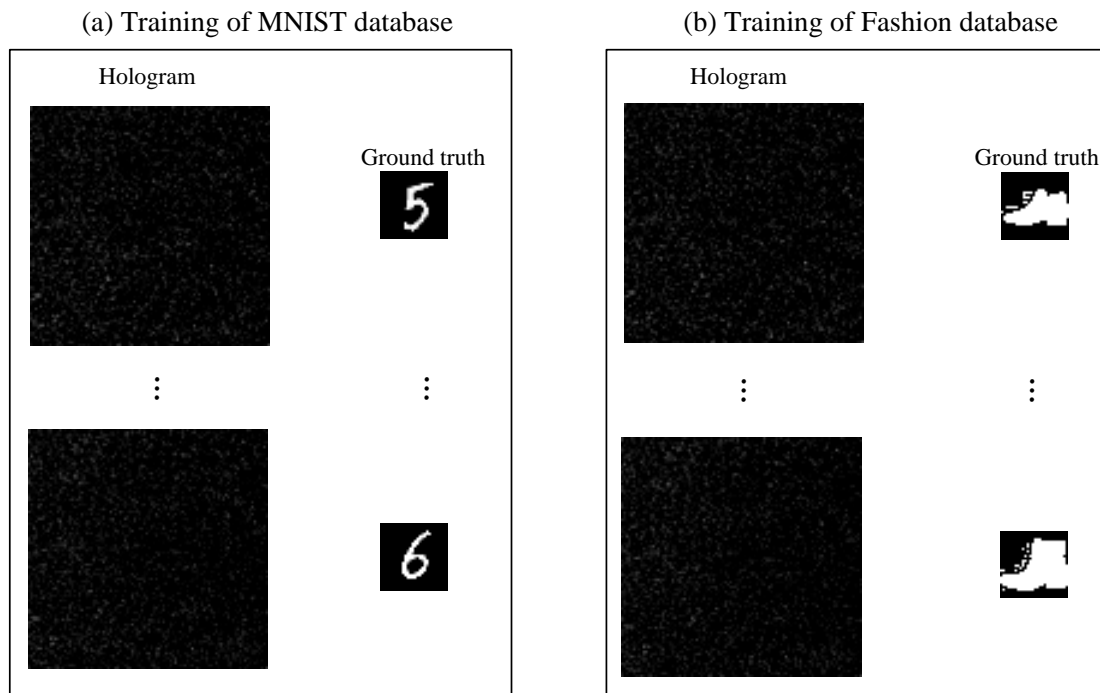 (a) Training of MNIST database
Hologram
Ground truth
5
⋮
⋮
6
(b) Training of Fashion database
Hologram
Ground truth
⋮
⋮